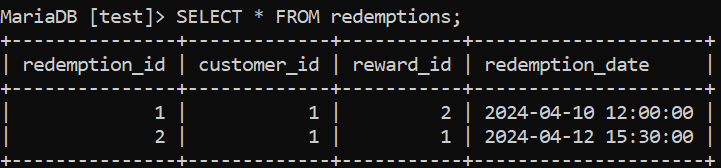 MariaDB [test]> SELECT * FROM redemptions;
+---------------+-------------+-----------+---------------------+
| redemption_id | customer_id | reward_id | redemption_date     |
+---------------+-------------+-----------+---------------------+
|             1 |           1 |         2 | 2024-04-10 12:00:00 |
|             2 |           1 |         1 | 2024-04-12 15:30:00 |
+---------------+-------------+-----------+---------------------+